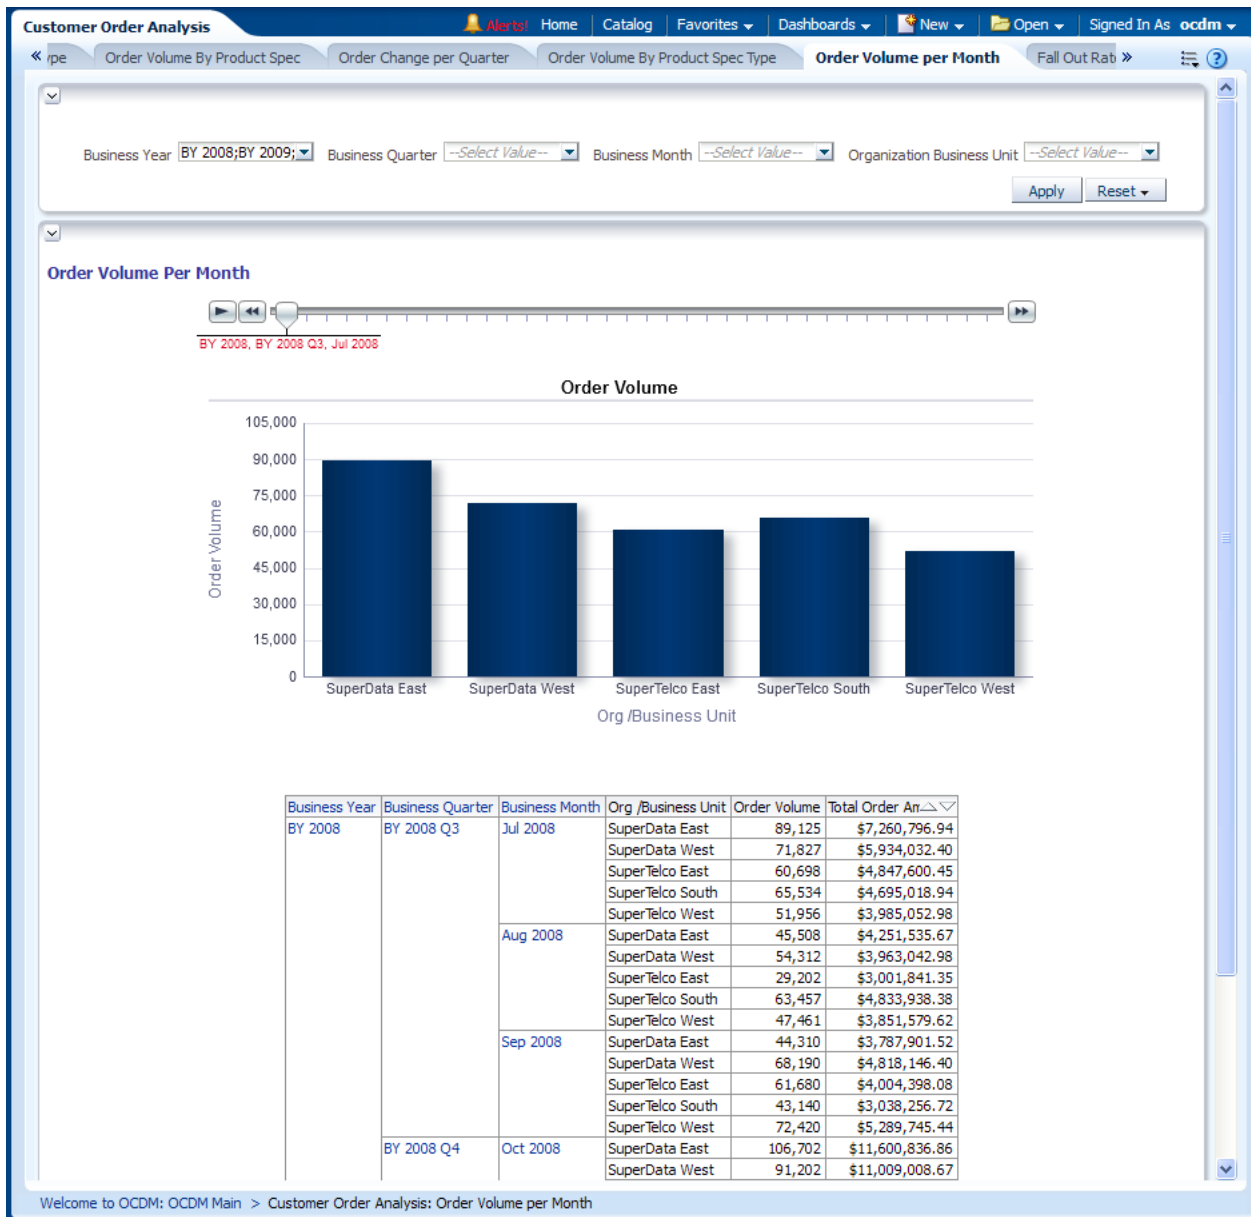 Customer Order Analysis
Alerts! Home Catalog Favorites Dashboards New Open Signed In As ocdm
ype Order Volume By Product Spec Order Change per Quarter Order Volume By Product Spec Type Order Volume per Month Fall Out Rat
Business Year BY 2008;BY 2009; Business Quarter --Select Value-- Business Month --Select Value-- Organization Business Unit --Select Value--
Apply Reset
Order Volume Per Month
BY 2008, BY 2008 Q3, Jul 2008
Order Volume
105,000
90,000
75,000
60,000
45,000
30,000
15,000
0
Order Volume
SuperData East SuperData West SuperTelco East SuperTelco South SuperTelco West
Org /Business Unit
Business Year Business Quarter Business Month Org /Business Unit Order Volume Total Order Am
BY 2008 BY 2008 Q3 Jul 2008 SuperData East 89,125 $7,260,796.94
SuperData West 71,827 $5,934,032.40
SuperTelco East 60,698 $4,847,600.45
SuperTelco South 65,534 $4,695,018.94
SuperTelco West 51,956 $3,985,052.98
Aug 2008 SuperData East 45,508 $4,251,535.67
SuperData West 54,312 $3,963,042.98
SuperTelco East 29,202 $3,001,841.35
SuperTelco South 63,457 $4,833,938.38
SuperTelco West 47,461 $3,851,579.62
Sep 2008 SuperData East 44,310 $3,787,901.52
SuperData West 68,190 $4,818,146.40
SuperTelco East 61,680 $4,004,398.08
SuperTelco South 43,140 $3,038,256.72
SuperTelco West 72,420 $5,289,745.44
BY 2008 Q4 Oct 2008 SuperData East 106,702 $11,600,836.86
SuperData West 91,202 $11,009,008.67
Welcome to OCDM: OCDM Main > Customer Order Analysis: Order Volume per Month